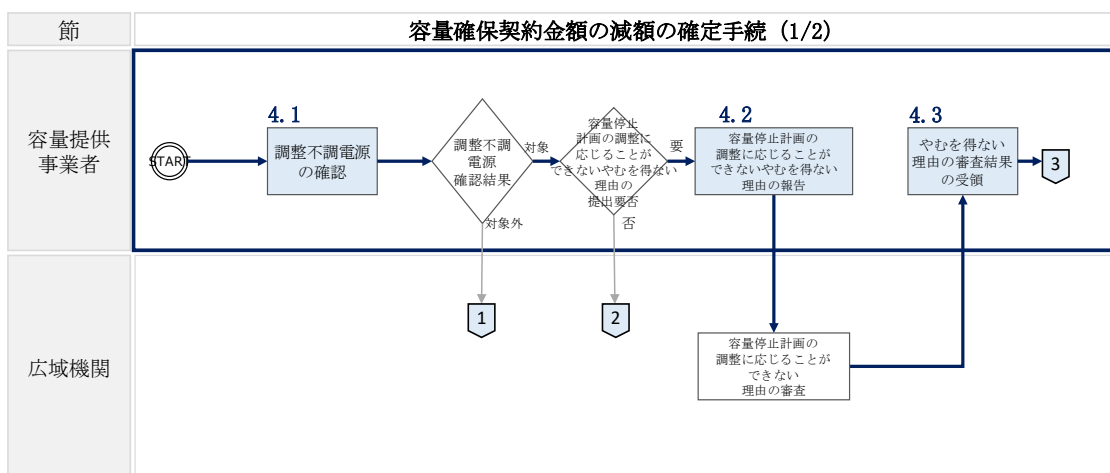 節
容量確保契約金額の減額の確定手続 (1/2)
容量提供
事業者
START
4.1
調整不調電源
の確認
調整不調
電源
確認結果
対象
対象外
容量停止
計画の調整に
応じることが
できないやむを得ない
理由の
提出要否
要
否
4.2
容量停止計画の
調整に応じることが
できないやむを得ない
理由の報告
4.3
やむを得ない
理由の審査結果
の受領
3
広域機関
1
2
容量停止計画の
調整に応じることが
できない
理由の審査